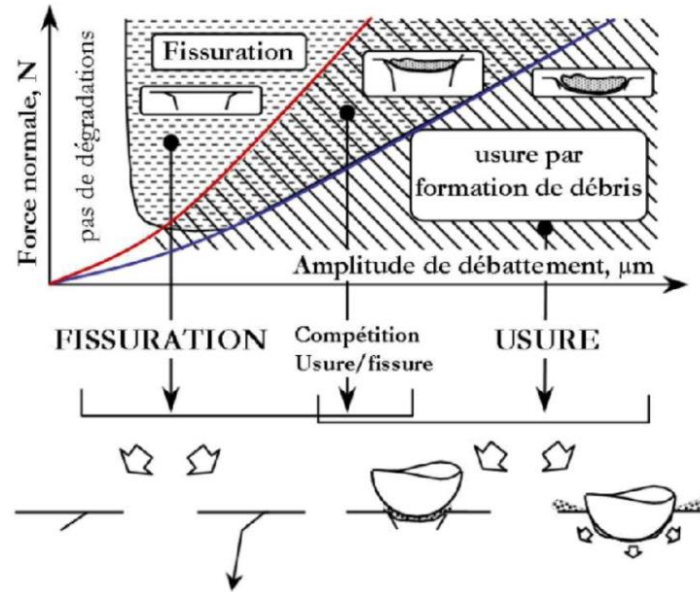 Force normale, N
pas de dégradations
Fissuration
usure par
formation de débris
Amplitude de débattement, µm
FISSURATION
Compétition
Usure/fissure
USURE